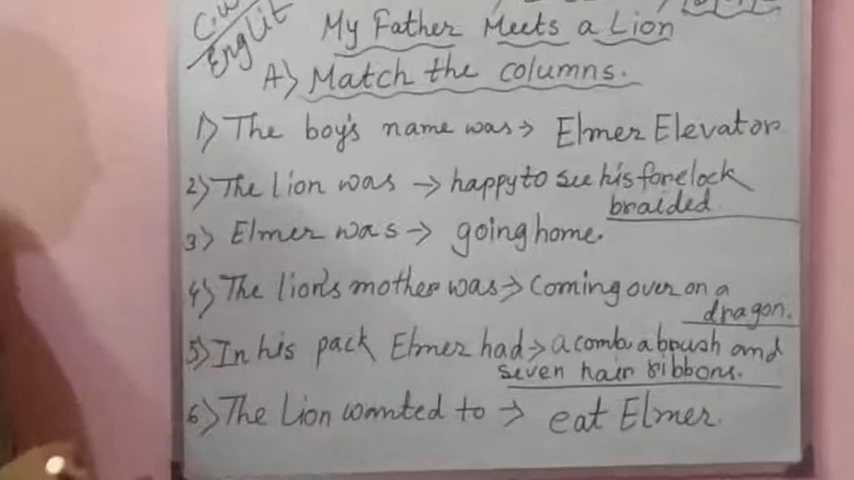 C.W
Englit
My Father Meets a Lion
A) Match the columns.
1) The boy's name was → Elmer Elevator
2) The Lion was → happy to see his forelock
braided
3) Elmer was → going home.
4) The lion's mother was → Coming over on a
dragon.
5) In his pack Elmer had → a comb, a brush and
seven hair ribbons.
6) The Lion wanted to → eat Elmer.